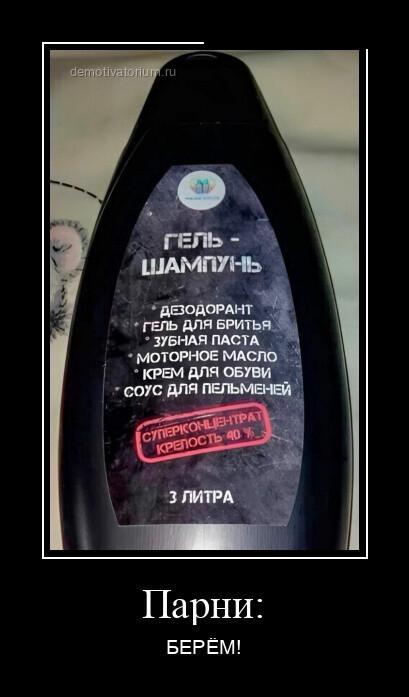 demotivatorium.ru
ГЕЛЬ -
ШАМПУНЬ
* ДЕЗОДОРАНТ
* ГЕЛЬ ДЛЯ БРИТЬЯ
* ЗУБНАЯ ПАСТА
* МОТОРНОЕ МАСЛО
* КРЕМ ДЛЯ ОБУВИ
* СОУС ДЛЯ ПЕЛЬМЕНЕЙ
СУПЕРКОНЦЕНТРАТ
КРЕПОСТЬ 40 %
3 ЛИТРА
Парни:
БЕРЁМ!